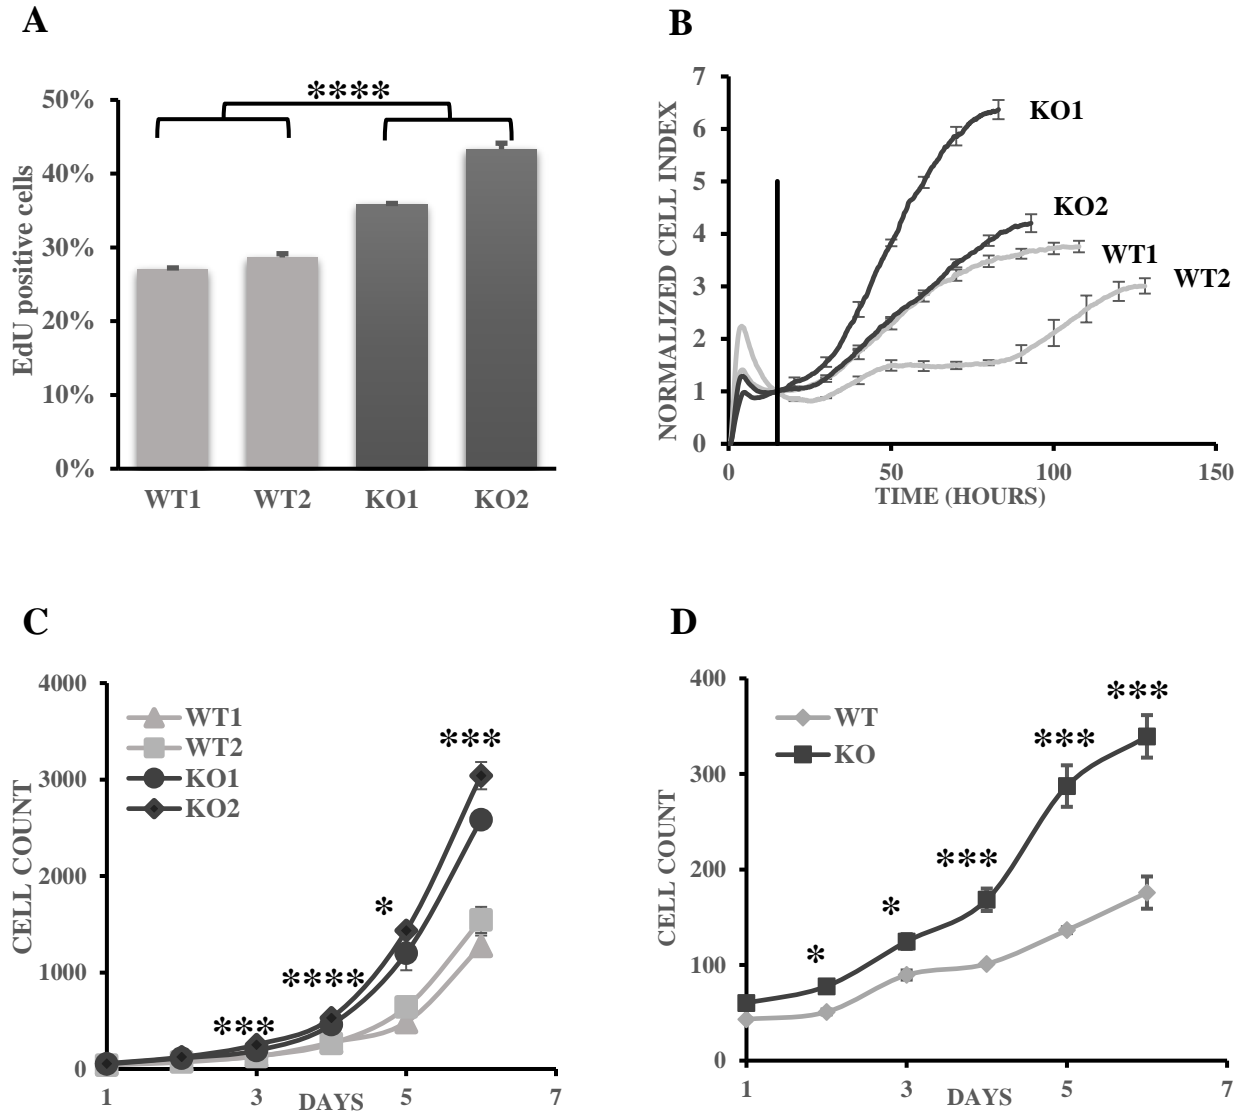 A
EdU positive cells
50%
40%
30%
20%
10%
0%
****
WT1 WT2 KO1 KO2
B
NORMALIZED CELL INDEX
7
6
5
4
3
2
1
0
KO1
KO2
WT1
WT2
0 50 100 150
TIME (HOURS)
C
CELL COUNT
4000
3000
2000
1000
0
WT1
WT2
KO1
KO2
***
*
****
***
1 3 5 7
DAYS
D
CELL COUNT
400
300
200
100
0
WT
KO
***
***
***
*
*
1 3 5 7
DAYS